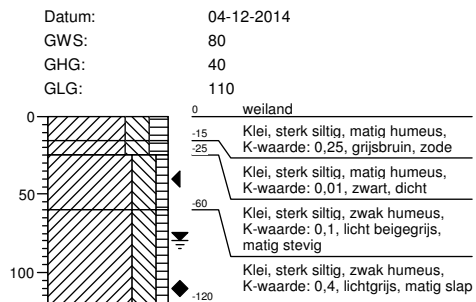 Datum: 04-12-2014
GWS: 80
GHG: 40
GLG: 110
0
0 weiland
-15
Klei, sterk siltig, matig humeus,
K-waarde: 0,25, grijsbruin, zode
-25
Klei, sterk siltig, matig humeus,
K-waarde: 0,01, zwart, dicht
50
-60
Klei, sterk siltig, zwak humeus,
K-waarde: 0,1, licht beigegrijs,
matig stevig
100
Klei, sterk siltig, zwak humeus,
K-waarde: 0,4, lichtgrijs, matig slap
-120